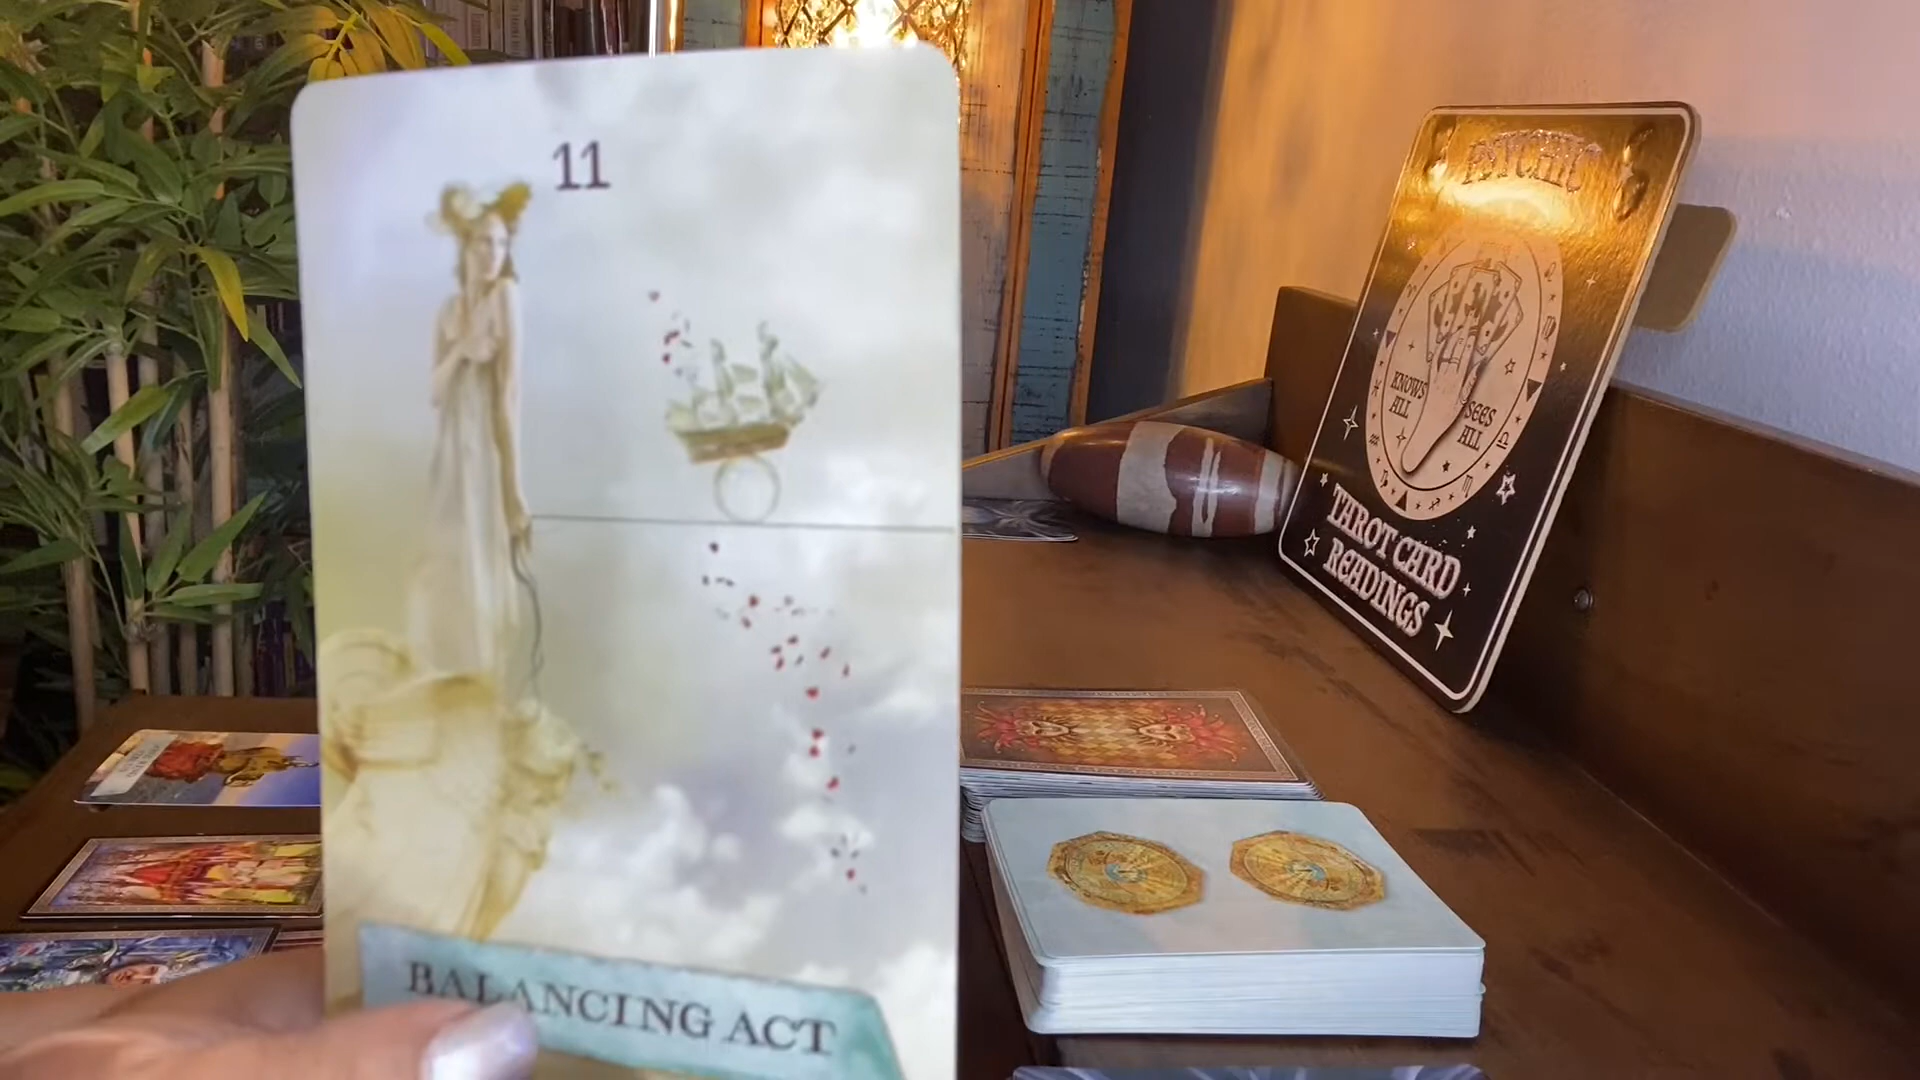 11
BALANCING ACT
PSYCHIC
KNOWS
ALL
SEES
ALL
TAROT CARD
READINGS